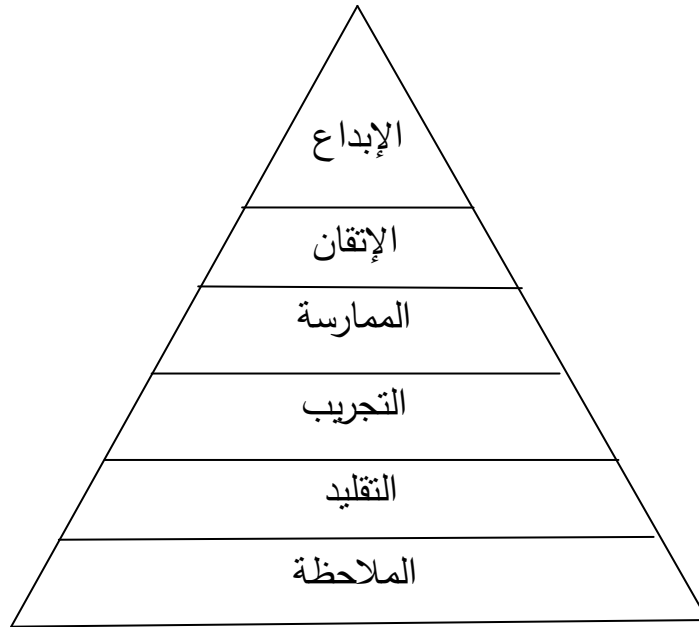 الإبداع
الإتقان
الممارسة
التجريب
التقليد
الملاحظة